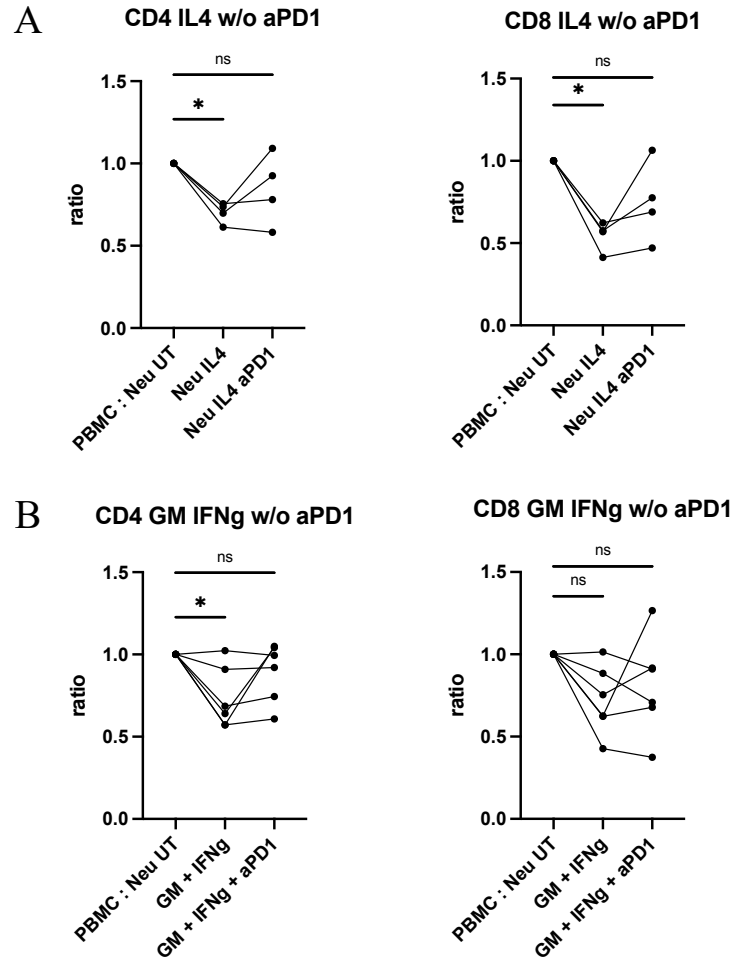 A
CD4 IL4 w/o aPD1
ns
*
1.5
1.0
0.5
0.0
ratio
PBMC : Neu UT
Neu IL4
Neu IL4 aPD1
CD8 IL4 w/o aPD1
ns
*
1.5
1.0
0.5
0.0
ratio
PBMC : Neu UT
Neu IL4
Neu IL4 aPD1
B
CD4 GM IFNg w/o aPD1
ns
*
1.5
1.0
0.5
0.0
ratio
PBMC : Neu UT
GM + IFNg
GM + IFNg + aPD1
CD8 GM IFNg w/o aPD1
ns
ns
1.5
1.0
0.5
0.0
ratio
PBMC : Neu UT
GM + IFNg
GM + IFNg + aPD1